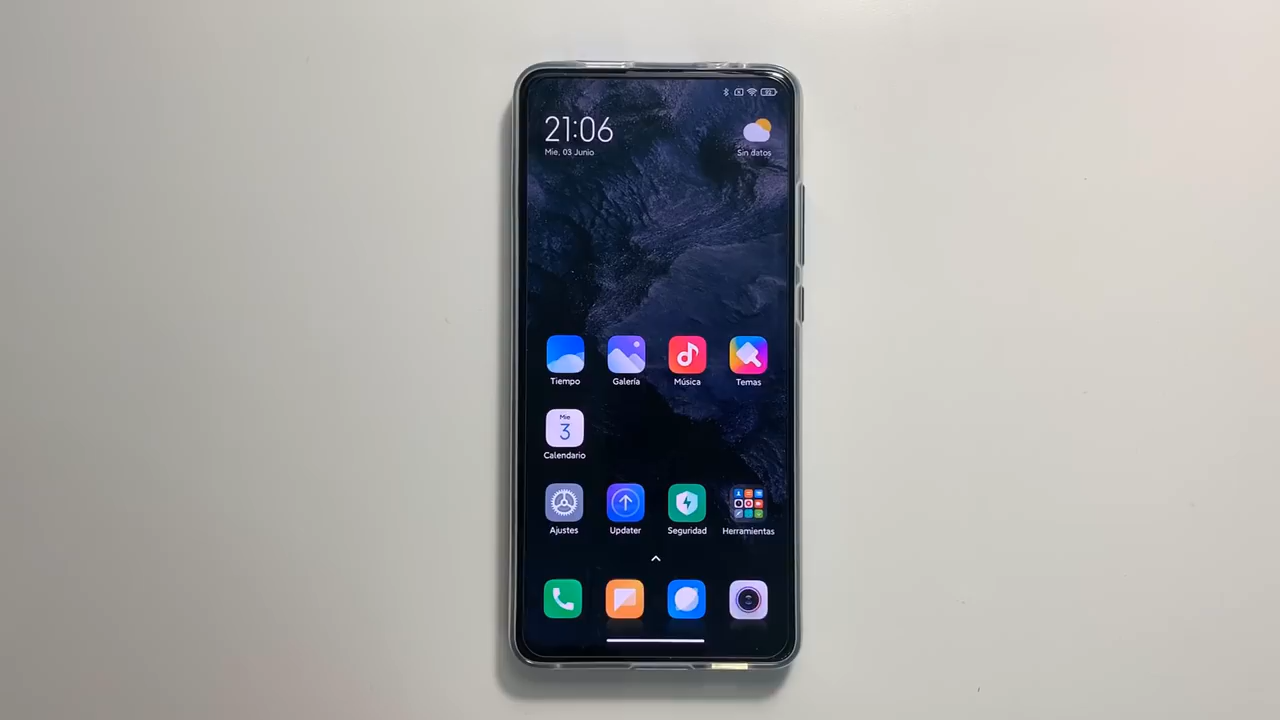 21:06
Mie, 03 Junio
Sin datos
Tiempo
Galería
Música
Temas
Mie
3
Calendario
Ajustes
Updater
Seguridad
Herramientas